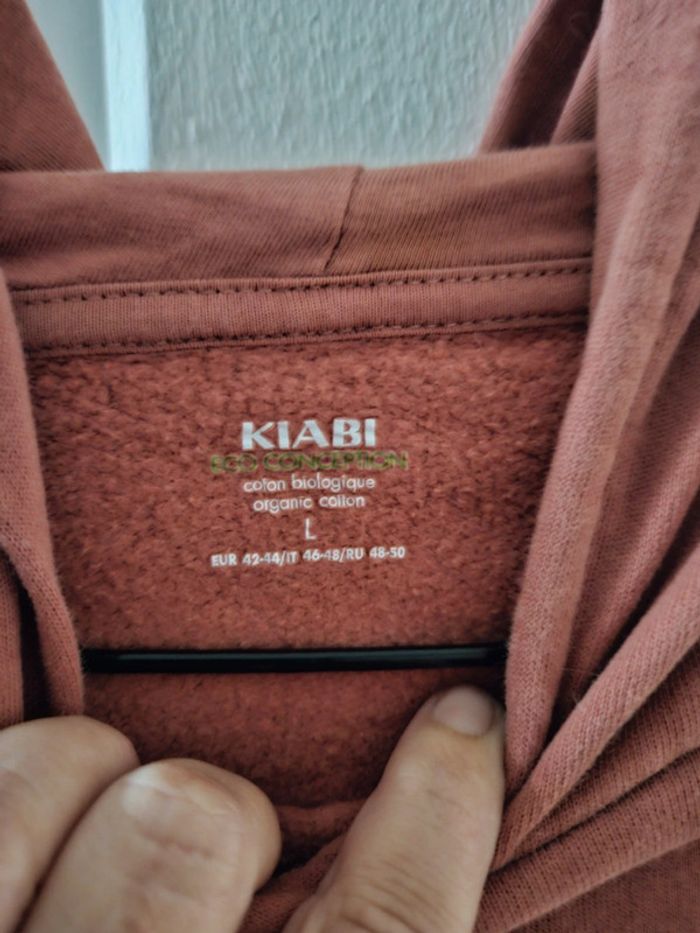 KIABI
ECO CONCEPTION
coton biologique
organic cotton
L
EUR 42-44/IT 46-48/RU 48-50